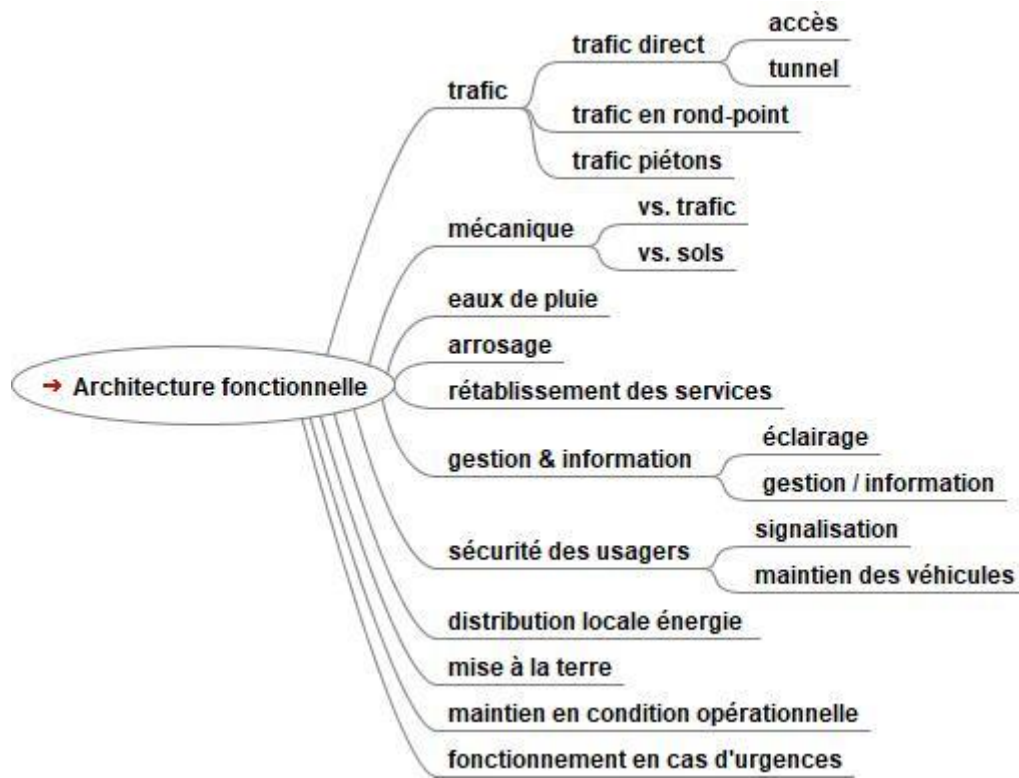 ➔ Architecture fonctionnelle
trafic
trafic direct
accès
tunnel
trafic en rond-point
trafic piétons
mécanique
vs. trafic
vs. sols
eaux de pluie
arrosage
rétablissement des services
gestion & information
éclairage
gestion / information
sécurité des usagers
signalisation
maintien des véhicules
distribution locale énergie
mise à la terre
maintien en condition opérationnelle
fonctionnement en cas d'urgences